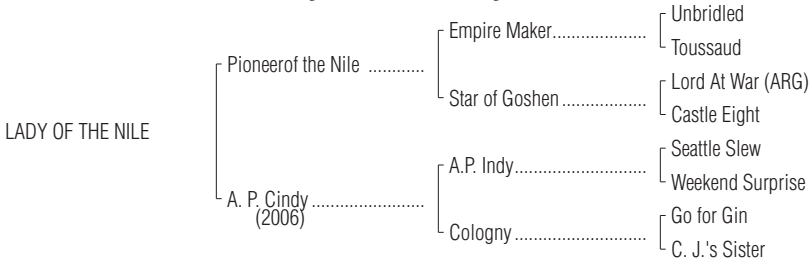 Unbridled
Empire Maker.....................
Toussaud
Pioneerof the Nile ............
Lord At War (ARG)
Star of Goshen...................
Castle Eight
LADY OF THE NILE
Seattle Slew
A.P. Indy.............................
Weekend Surprise
A. P. Cindy........................
(2006)
Go for Gin
Cologny.............................
C. J.'s Sister